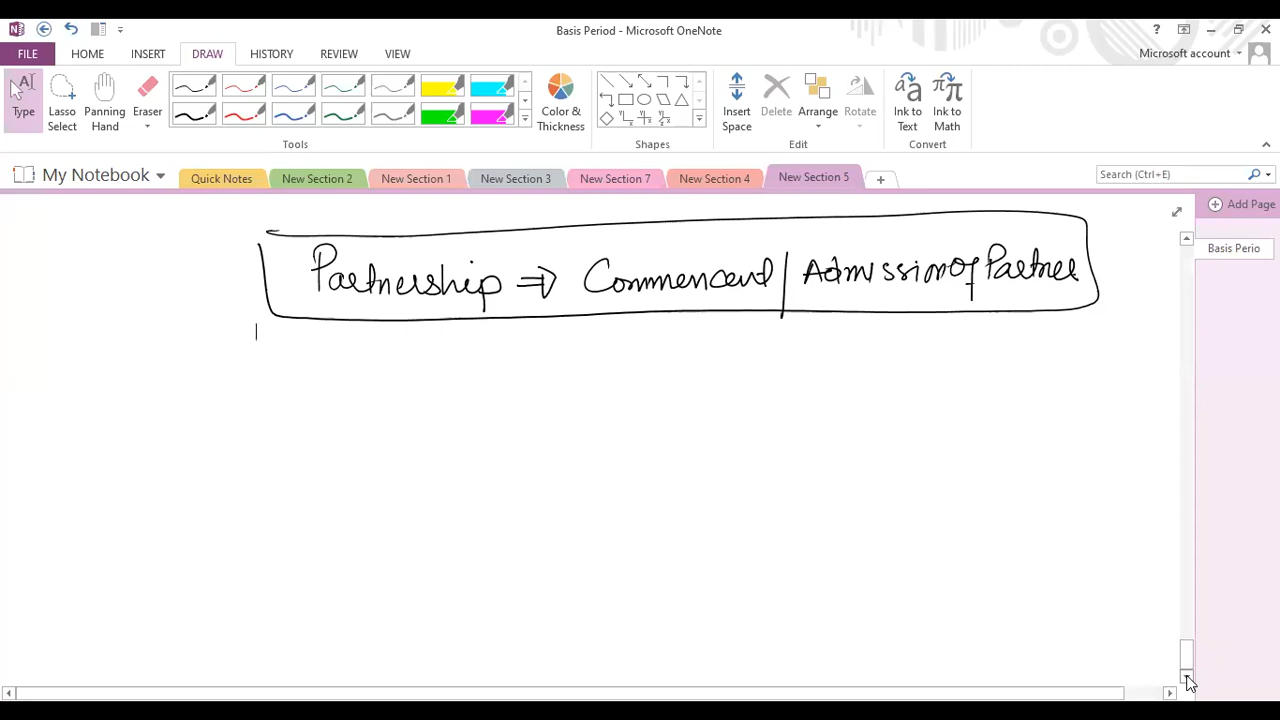 Basis Period - Microsoft OneNote
?
FILE HOME INSERT DRAW HISTORY REVIEW VIEW
Microsoft account
Type
Lasso Select
Panning Hand
Eraser
Color & Thickness
Insert Space
Delete
Arrange
Rotate
Ink to Text
Ink to Math
Tools
Shapes
Edit
Convert
My Notebook
Quick Notes
New Section 2
New Section 1
New Section 3
New Section 7
New Section 4
New Section 5
Search (Ctrl+E)
Add Page
Basis Perio
Partnership ⇒ Commencent | Admission of Partner